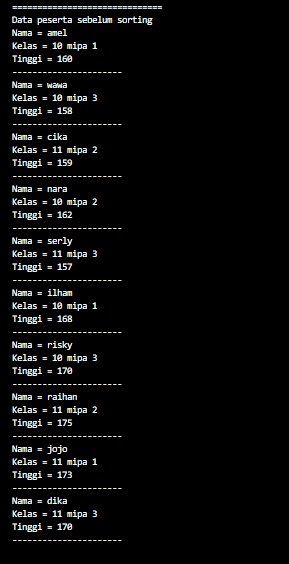 ==============================
Data peserta sebelum sorting
Nama = amel
Kelas = 10 mipa 1
Tinggi = 160
----------------------
Nama = wawa
Kelas = 10 mipa 3
Tinggi = 158
----------------------
Nama = cika
Kelas = 11 mipa 2
Tinggi = 159
----------------------
Nama = nara
Kelas = 10 mipa 2
Tinggi = 162
----------------------
Nama = serly
Kelas = 11 mipa 3
Tinggi = 157
----------------------
Nama = ilham
Kelas = 10 mipa 1
Tinggi = 168
----------------------
Nama = risky
Kelas = 10 mipa 3
Tinggi = 170
----------------------
Nama = raihan
Kelas = 11 mipa 2
Tinggi = 175
----------------------
Nama = jojo
Kelas = 11 mipa 1
Tinggi = 173
----------------------
Nama = dika
Kelas = 11 mipa 3
Tinggi = 170
----------------------